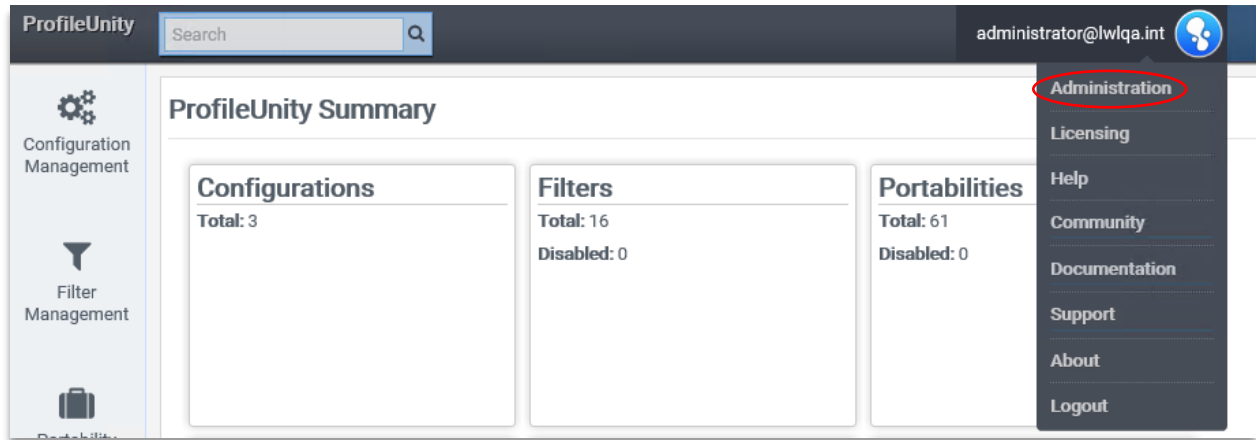 ProfileUnity
Search
administrator@lwlqa.int
Administration
Licensing
Help
Community
Documentation
Support
About
Logout
Configuration
Management
Filter
Management
ProfileUnity Summary
Configurations
Total: 3
Filters
Total: 16
Disabled: 0
Portabilities
Total: 61
Disabled: 0